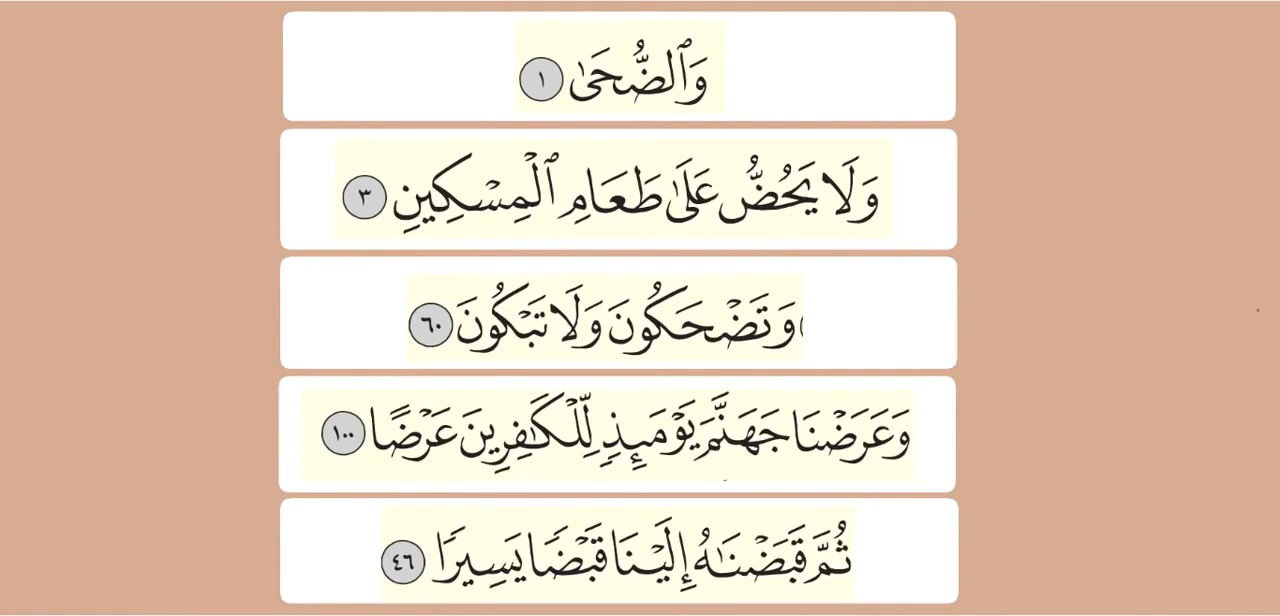 وَٱلضُّحَىٰ ١
وَلَا يَحُضُّ عَلَىٰ طَعَامِ ٱلْمِسْكِينِ ٣
وَتَضْحَكُونَ وَلَا تَبْكُونَ ٦٠
وَعَرَضْنَا جَهَنَّمَ يَوْمَئِذٍ لِّلْكَٰفِرِينَ عَرْضًا ١٠٠
ثُمَّ قَبَضْنَٰهُ إِلَيْنَا قَبْضًا يَسِيرًا ٤٦